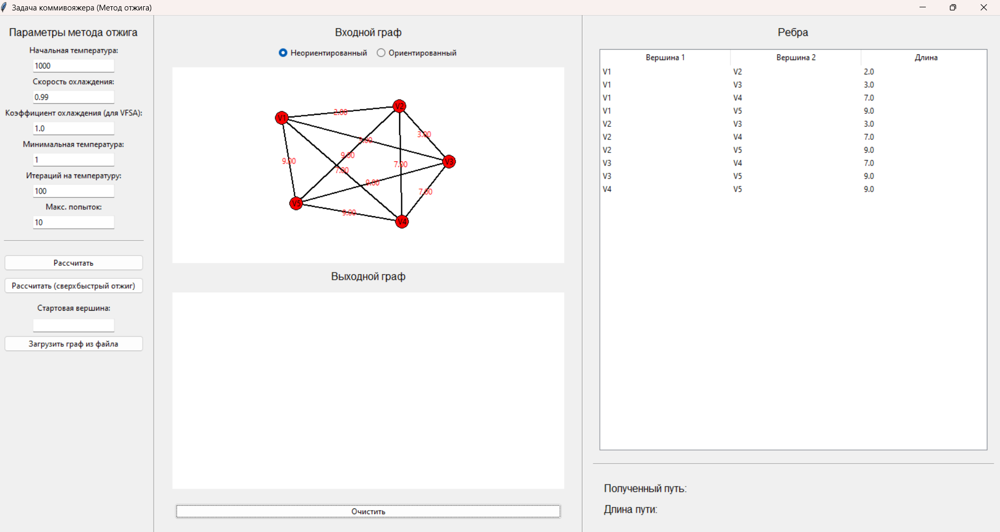 Задача коммивояжера (Метод отжига)
Параметры метода отжига
Начальная температура:
1000
Скорость охлаждения:
0.99
Коэффициент охлаждения (для VFSA):
1.0
Минимальная температура:
1
Итераций на температуру:
100
Макс. попыток:
10
Рассчитать
Рассчитать (сверхбыстрый отжиг)
Стартовая вершина:
Загрузить граф из файла
Входной граф
Неориентированный Ориентированный
V2
2.00
V1
3.00
3.00
9.00
9.00
V3
7.00
7.00
9.00
7.00
V5
9.00
V4
Выходной граф
Очистить
Ребра
Вершина 1 Вершина 2 Длина
V1 V2 2.0
V1 V3 3.0
V1 V4 7.0
V1 V5 9.0
V2 V3 3.0
V2 V4 7.0
V2 V5 9.0
V3 V4 7.0
V3 V5 9.0
V4 V5 9.0
Полученный путь:
Длина пути: